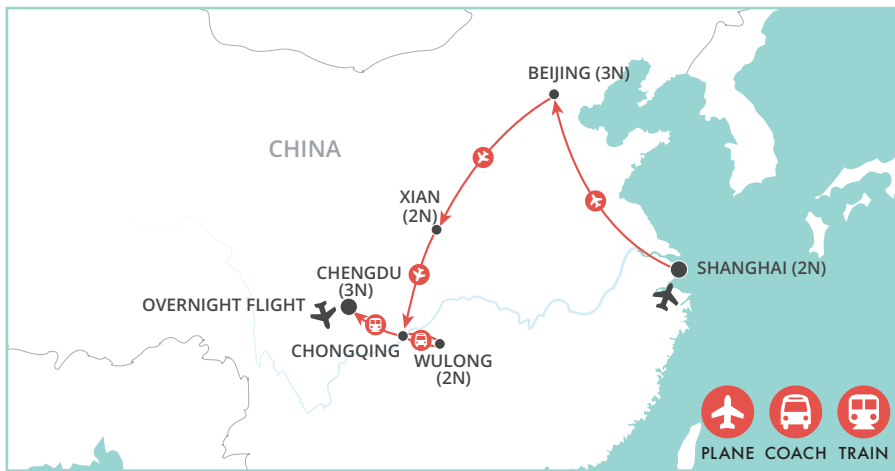 BEIJING (3N)
CHINA
XIAN
(2N)
SHANGHAI (2N)
CHENGDU
(3N)
OVERNIGHT FLIGHT
CHONGQING
WULONG
(2N)
PLANE
COACH
TRAIN